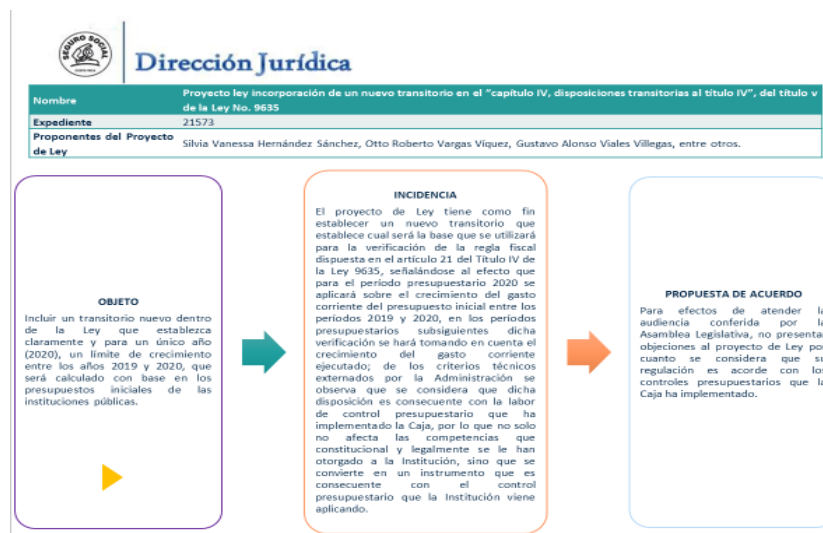 SEGURO SOCIAL
Dirección Jurídica
Nombre
Proyecto ley incorporación de un nuevo transitorio en el "capítulo IV, disposiciones transitorias al título IV", del título v
de la Ley No. 9635
Expediente 21573
Proponentes del Proyecto
de Ley
Silvia Vanessa Hernández Sánchez, Otto Roberto Vargas Víquez, Gustavo Alonso Viales Villegas, entre otros.
OBJETO
Incluir un transitorio nuevo dentro
de la Ley que establezca
claramente y para un único año
(2020), un límite de crecimiento
entre los años 2019 y 2020, que
será calculado con base en los
presupuestos iniciales de las
instituciones públicas.
INCIDENCIA
El proyecto de Ley tiene como fin
establecer un nuevo transitorio que
establece cual será la base que se utilizará
para la verificación de la regla fiscal
dispuesta en el artículo 21 del Título IV de
la Ley 9635, señalándose al efecto que
para el período presupuestario 2020 se
aplicará sobre el crecimiento del gasto
corriente del presupuesto inicial entre los
períodos 2019 y 2020, en los períodos
presupuestarios subsiguientes dicha
verificación se hará tomando en cuenta el
crecimiento del gasto corriente
ejecutado; de los criterios técnicos
externados por la Administración se
observa que se considera que dicha
disposición es consecuente con la labor
de control presupuestario que ha
implementado la Caja, por lo que no solo
no afecta las competencias que
constitucional y legalmente se le han
otorgado a la Institución, sino que se
convierte en un instrumento que es
consecuente con el control
presupuestario que la Institución viene
aplicando.
PROPUESTA DE ACUERDO
Para efectos de atender la
audiencia conferida por la
Asamblea Legislativa, no presentar
objeciones al proyecto de Ley por
cuanto se considera que su
regulación es acorde con los
controles presupuestarios que la
Caja ha implementado.